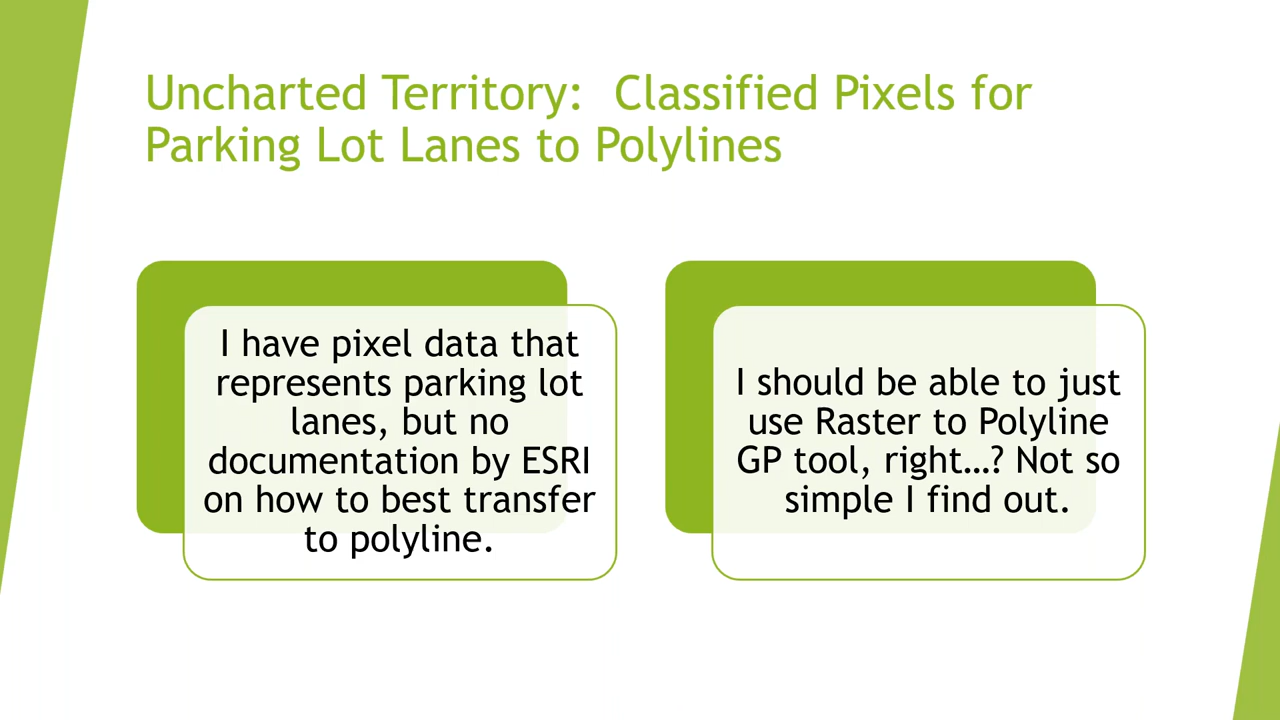 Uncharted Territory:  Classified Pixels for
Parking Lot Lanes to Polylines
I have pixel data that
represents parking lot
lanes, but no
documentation by ESRI
on how to best transfer
to polyline.
I should be able to just
use Raster to Polyline
GP tool, right…? Not so
simple I find out.